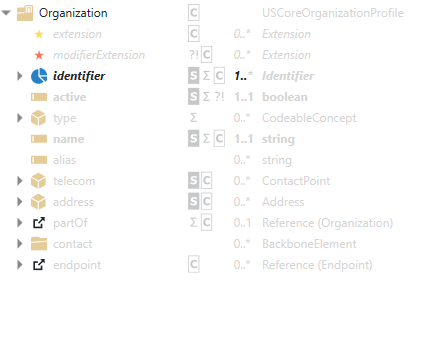 Organization C USCoreOrganizationProfile
extension C 0..* Extension
modifierExtension ?! C 0..* Extension
identifier S Σ C 1..* Identifier
active S Σ ?! 1..1 boolean
type Σ 0..* CodeableConcept
name S Σ C 1..1 string
alias 0..* string
telecom S C 0..* ContactPoint
address S C 0..* Address
partOf Σ C 0..1 Reference (Organization)
contact 0..* BackboneElement
endpoint C 0..* Reference (Endpoint)